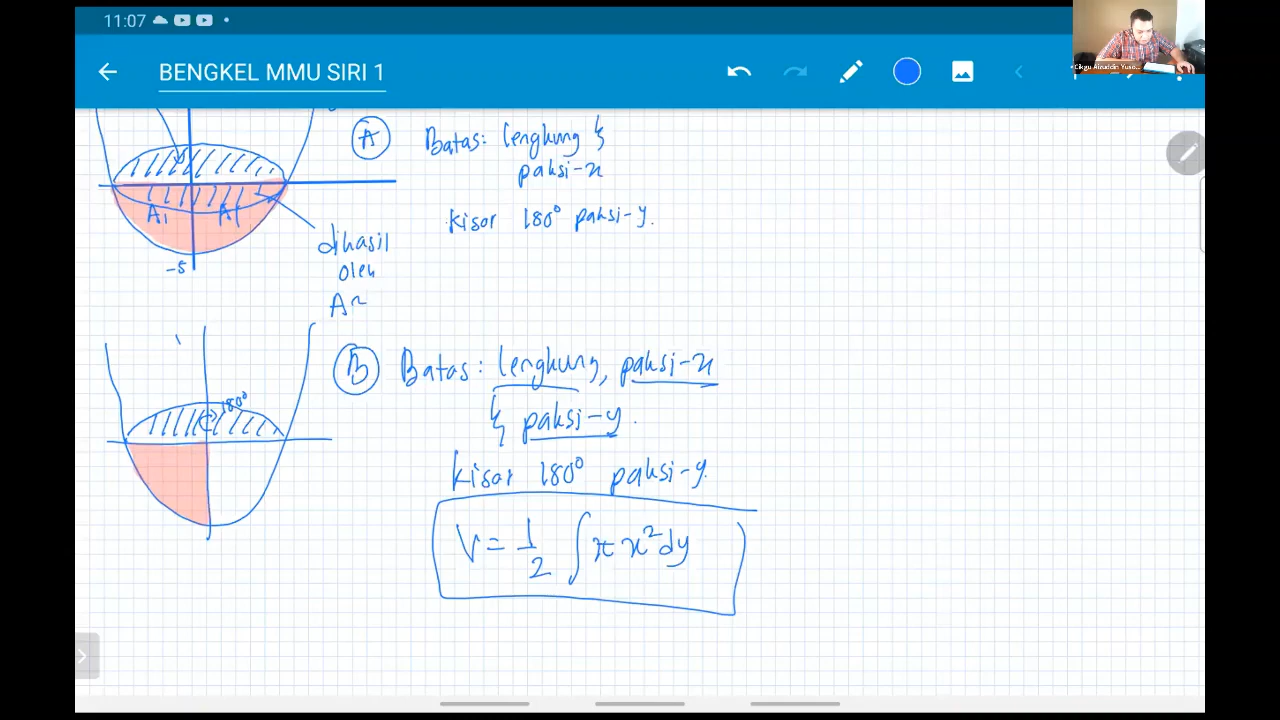 11:07
BENGKEL MMU SIRI 1
A
Batas: lengkung &
paksi-x
kisar 180° paksi-y.
A₁ A₁
-5
dihasil
oleh
A₂
180°
B
Batas: lengkung, paksi-x
& paksi-y.
kisar 180° paksi-y.
V = 1/2 ∫ π x² dy